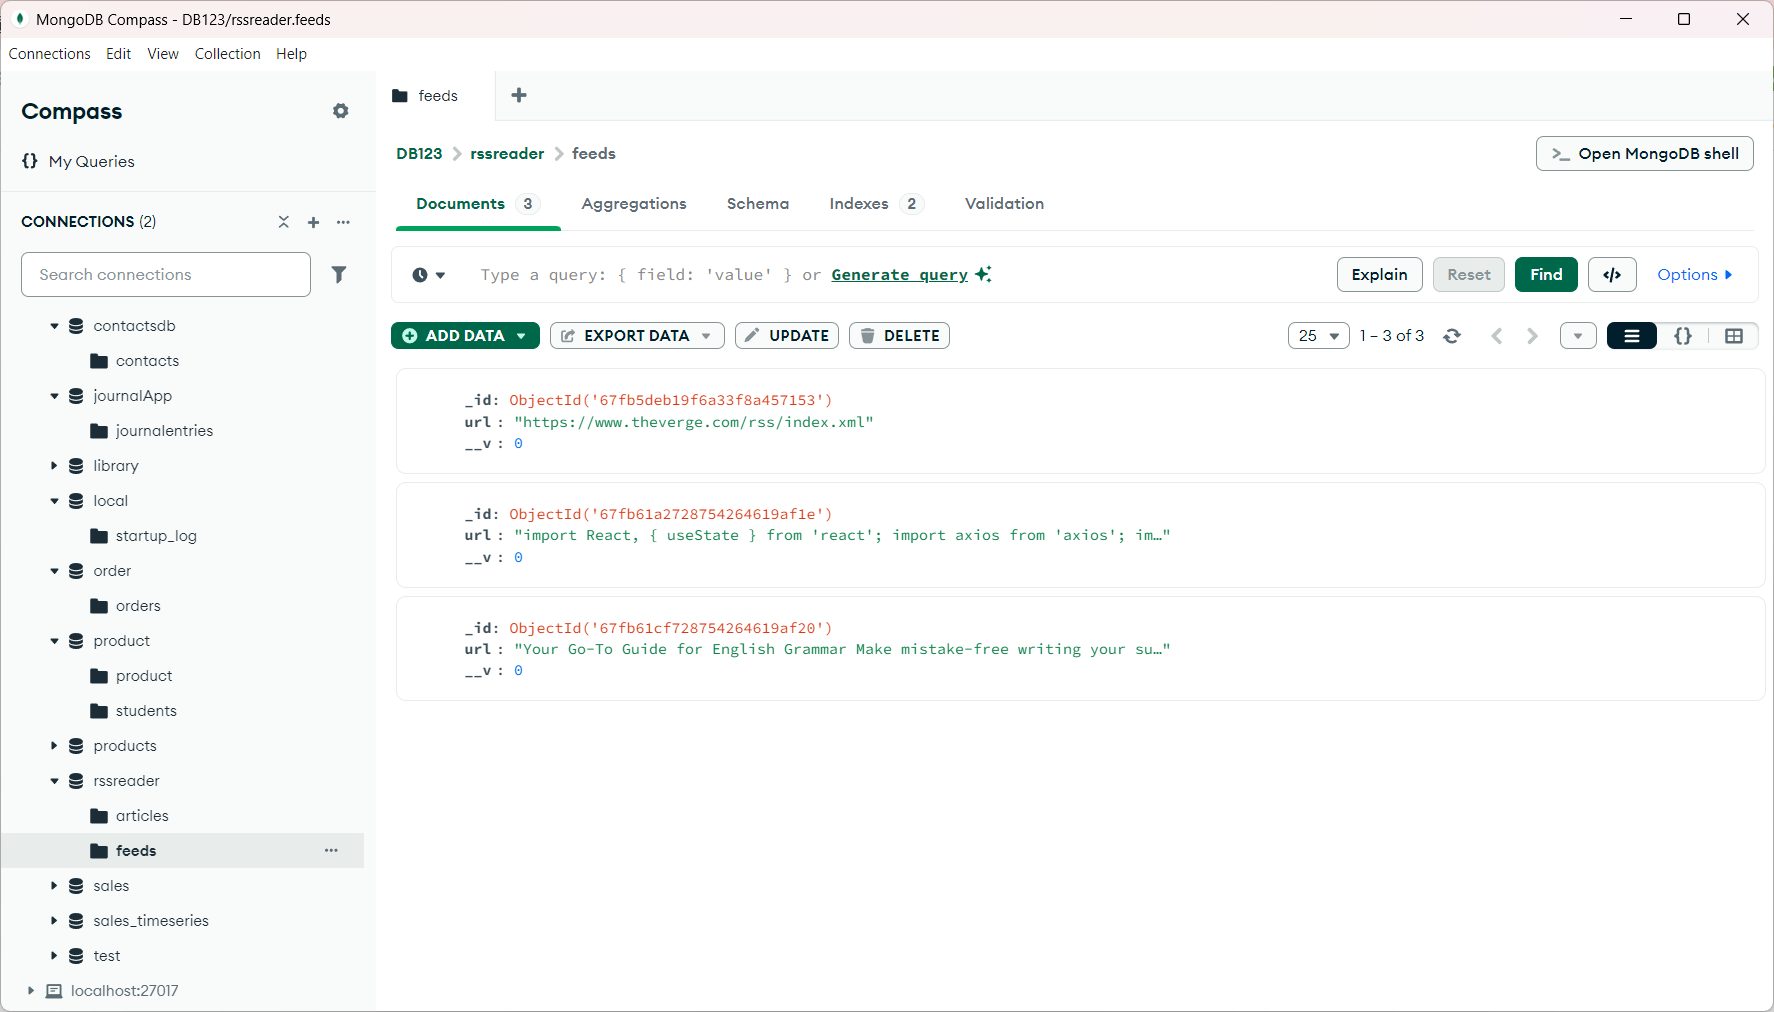 MongoDB Compass - DB123/rssreader.feeds
Connections Edit View Collection Help
Compass
{} My Queries
CONNECTIONS (2)
Search connections
contactsdb
contacts
journalApp
journalentries
library
local
startup_log
order
orders
product
product
students
products
rssreader
articles
feeds
sales
sales_timeseries
test
localhost:27017
feeds
DB123 rssreader feeds
>_ Open MongoDB shell
Documents 3 Aggregations Schema Indexes 2 Validation
Type a query: { field: 'value' } or Generate query
Explain Reset Find </> Options
ADD DATA EXPORT DATA UPDATE DELETE
25 1 – 3 of 3 {}
_id: ObjectId('67fb5deb19f6a33f8a457153')
url : "https://www.theverge.com/rss/index.xml"
__v : 0
_id: ObjectId('67fb61a2728754264619af1e')
url : "import React, { useState } from 'react'; import axios from 'axios'; im…"
__v : 0
_id: ObjectId('67fb61cf728754264619af20')
url : "Your Go-To Guide for English Grammar Make mistake-free writing your su…"
__v : 0